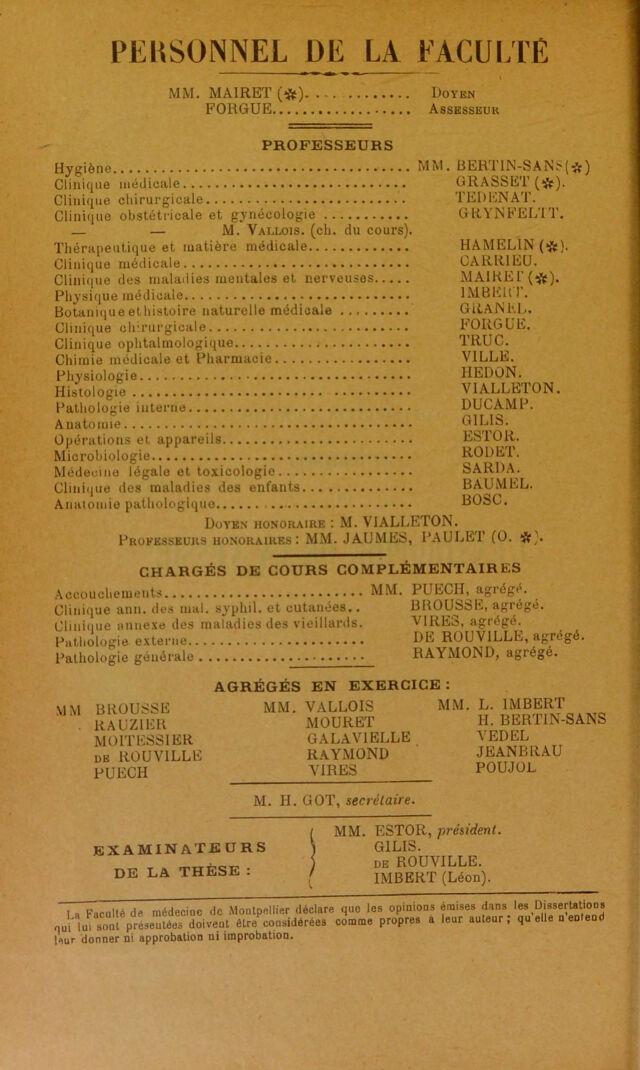 PERSONNEL DE LA FACULTÉ
MM. MAIRET (✻)............... DOYEN
FORGUE................... ASSESSEUR
PROFESSEURS
Hygiène........................................ MM. BERTIN-SANS (✻)
Clinique médicale............................... GRASSET (✻).
Clinique chirurgicale............................ TEDENAT.
Clinique obstétricale et gynécologie ........... GRYNFELTT.
— — M. VALLOIS. (ch. du cours).
Thérapeutique et matière médicale............. HAMELIN (✻).
Clinique médicale............................... CARRIEU.
Clinique des maladies mentales et nerveuses..... MAIRET (✻).
Physique médicale............................... IMBERT.
Botanique et histoire naturelle médicale ......... GRANEL.
Clinique chirurgicale............................ FORGUE.
Clinique ophtalmologique........................ TRUC.
Chimie médicale et Pharmacie................... VILLE.
Physiologie..................................... HEDON.
Histologie ...................................... VIALLETON.
Pathologie interne............................... DUCAMP.
Anatomie........................................ GILIS.
Opérations et appareils.......................... ESTOR.
Microbiologie................................... RODET.
Médecine légale et toxicologie................... SARDA.
Clinique des maladies des enfants............... BAUMEL.
Anatomie pathologique........................... BOSC.
DOYEN HONORAIRE : M. VIALLETON.
PROFESSEURS HONORAIRES : MM. JAUMES, PAULET (O. ✻).
CHARGÉS DE COURS COMPLÉMENTAIRES
Accouchements.......................... MM. PUECH, agrégé.
Clinique ann. des mal. syphil. et cutanées.. BROUSSE, agrégé.
Clinique annexe des maladies des vieillards. VIRES, agrégé.
Pathologie externe....................... DE ROUVILLE, agrégé.
Pathologie générale ...................... RAYMOND, agrégé.
AGRÉGÉS EN EXERCICE :
MM BROUSSE MM. VALLOIS MM. L. IMBERT
RAUZIER MOURET H. BERTIN-SANS
MOITESSIER GALAVIELLE VEDEL
DE ROUVILLE RAYMOND JEANBRAU
PUECH VIRES POUJOL
M. H. GOT, secrétaire.
EXAMINATEURS DE LA THÈSE :
MM. ESTOR, président.
GILIS.
DE ROUVILLE.
IMBERT (Léon).
La Faculté de médecine de Montpellier déclare que les opinions émises dans les Dissertations
qui lui sont présentées doivent être considérées comme propres à leur auteur ; qu'elle n'entend
leur donner ni approbation ni improbation.